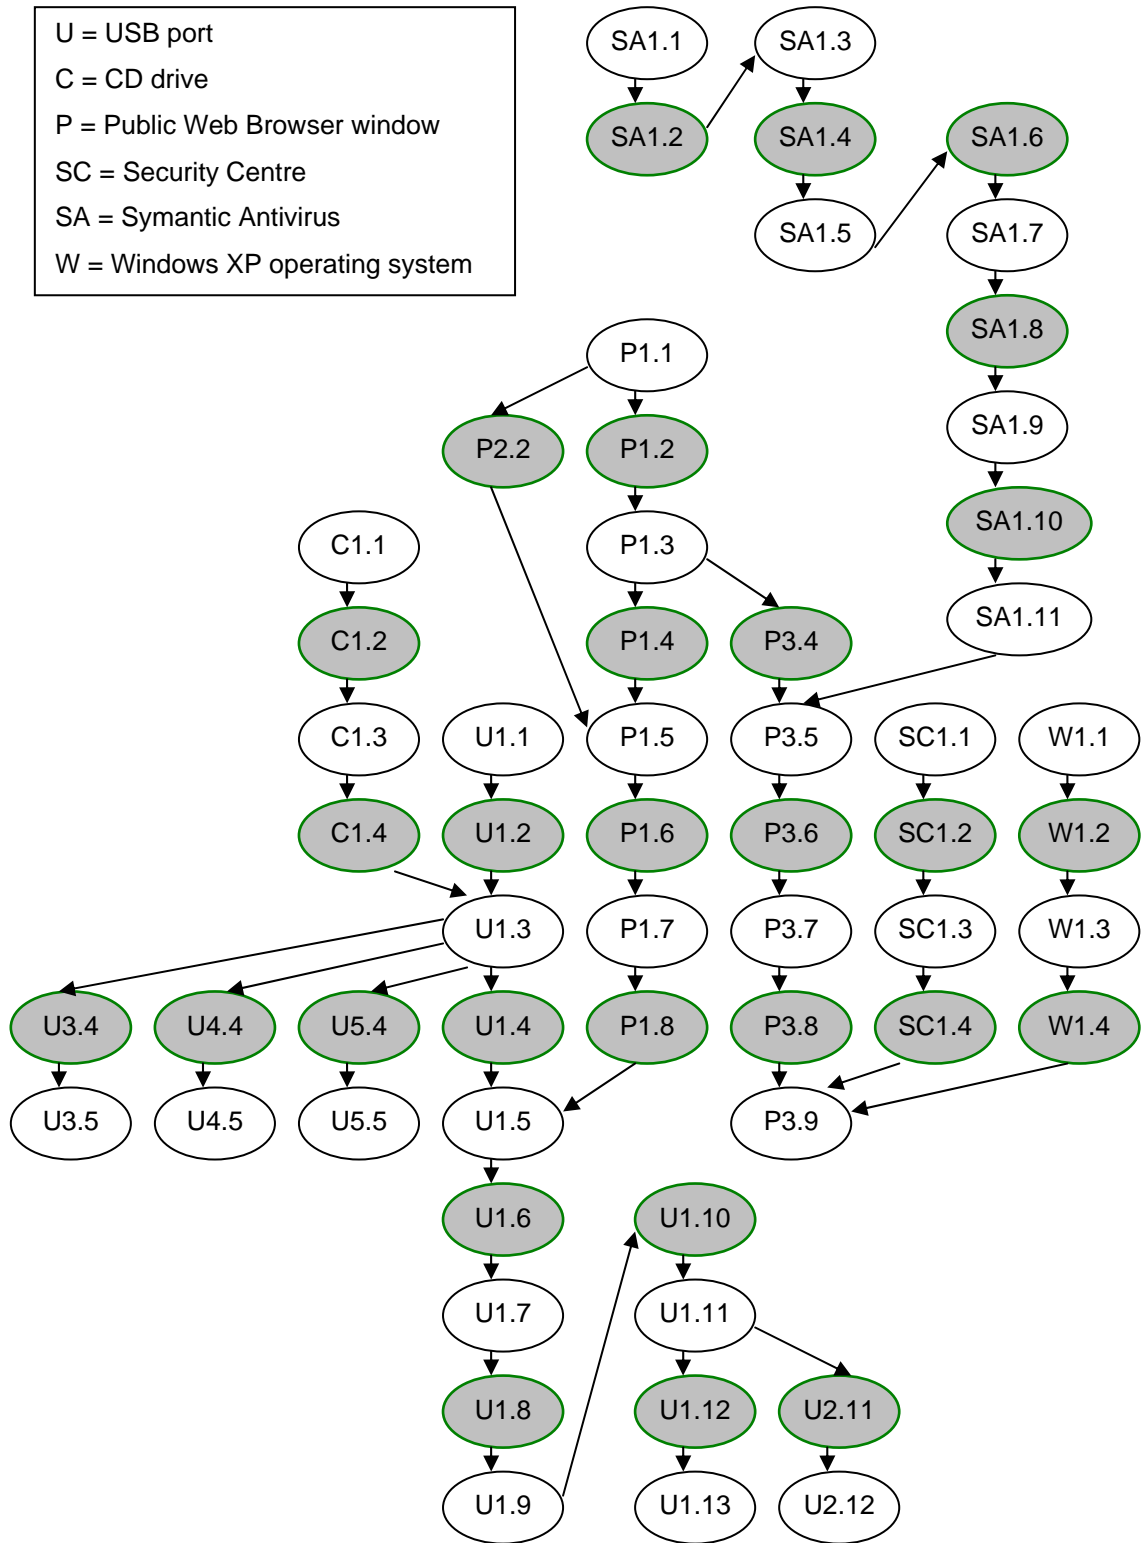 U = USB port
C = CD drive
P = Public Web Browser window
SC = Security Centre
SA = Symantic Antivirus
W = Windows XP operating system
SA1.1 SA1.3
SA1.2 SA1.4 SA1.6
SA1.5 SA1.7
SA1.8
P1.1
SA1.9
P2.2 P1.2
SA1.10
C1.1 P1.3
SA1.11
C1.2 P1.4 P3.4
C1.3 U1.1 P1.5 P3.5 SC1.1 W1.1
C1.4 U1.2 P1.6 P3.6 SC1.2 W1.2
U1.3 P1.7 P3.7 SC1.3 W1.3
U3.4 U4.4 U5.4 U1.4 P1.8 P3.8 SC1.4 W1.4
U3.5 U4.5 U5.5 U1.5 P3.9
U1.6 U1.10
U1.7 U1.11
U1.8 U1.12 U2.11
U1.9 U1.13 U2.12